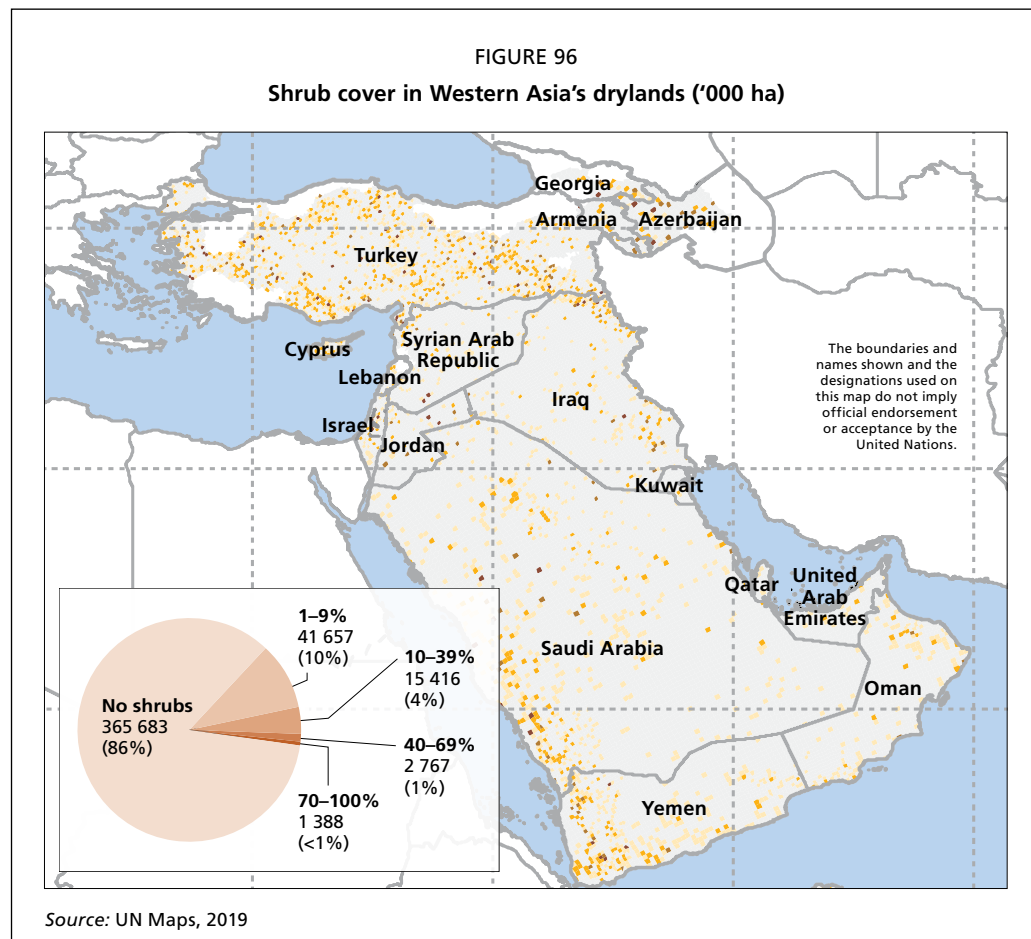 FIGURE 96
Shrub cover in Western Asia's drylands (‘000 ha)
Georgia
Armenia
Azerbaijan
Turkey
Cyprus
Syrian Arab
Republic
Lebanon
Iraq
Israel
Jordan
The boundaries and
names shown and the
designations used on
this map do not imply
official endorsement
or acceptance by the
United Nations.
Kuwait
Qatar
United
Arab
Emirates
Saudi Arabia
Oman
Yemen
1–9%
41 657
(10%)
10–39%
15 416
(4%)
No shrubs
365 683
(86%)
40–69%
2 767
(1%)
70–100%
1 388
(<1%)
Source: UN Maps, 2019